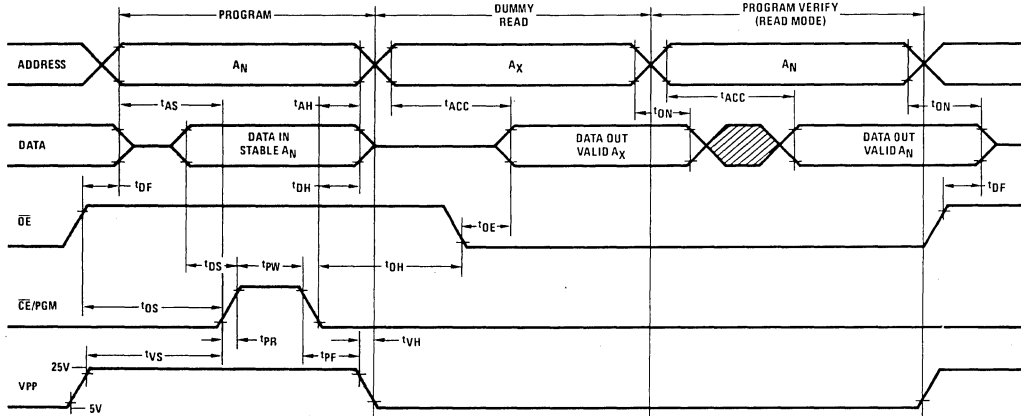 PROGRAM
DUMMY
READ
PROGRAM VERIFY
(READ MODE)
ADDRESS
AN
AX
AN
tAS
tAH
tACC
tON
tACC
tON
DATA
DATA IN
STABLE AN
DATA OUT
VALID AX
DATA OUT
VALID AN
tDF
tDH
tDF
OE
tOE
tDS
tPW
tOH
CE/PGM
tOS
tPR
tPF
tVH
tVS
VPP
25V
5V